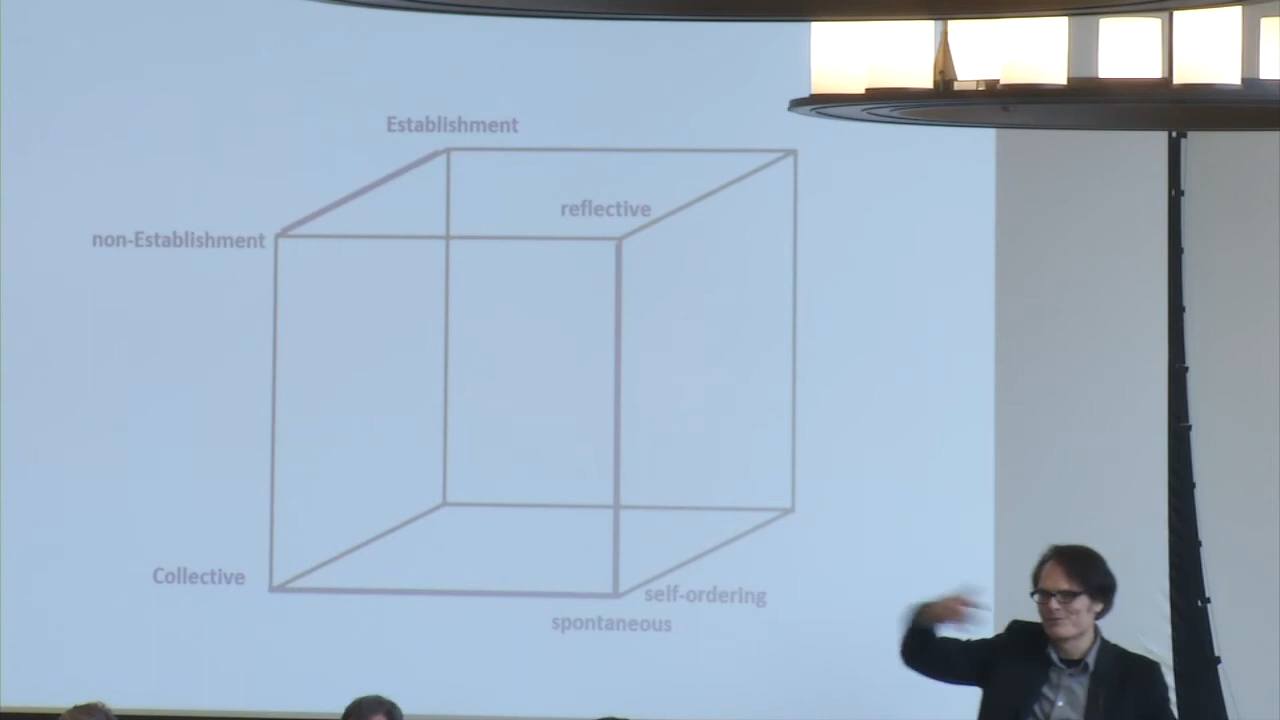 Establishment
reflective
non-Establishment
Collective
self-ordering
spontaneous